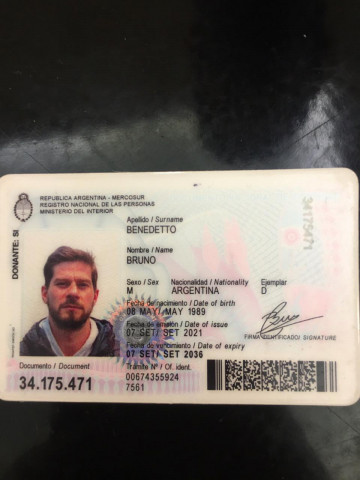 REPUBLICA ARGENTINA - MERCOSUR
REGISTRO NACIONAL DE LAS PERSONAS
MINISTERIO DEL INTERIOR
Apellido / Surname
BENEDETTO
Nombre / Name
BRUNO
Sexo / Sex Nacionalidad / Nationality Ejemplar
M ARGENTINA D
Fecha de nacimiento / Date of birth
08 MAY/ MAY 1989
Fecha de emisión / Date of issue
07 SET/ SET 2021
Fecha de vencimiento / Date of expiry
07 SET/ SET 2036
Trámite Nº / Of. ident.
00674355924
7561
FIRMA IDENTIFICADO/ SIGNATURE
Documento / Document
34.175.471
DONANTE: SI
34175471